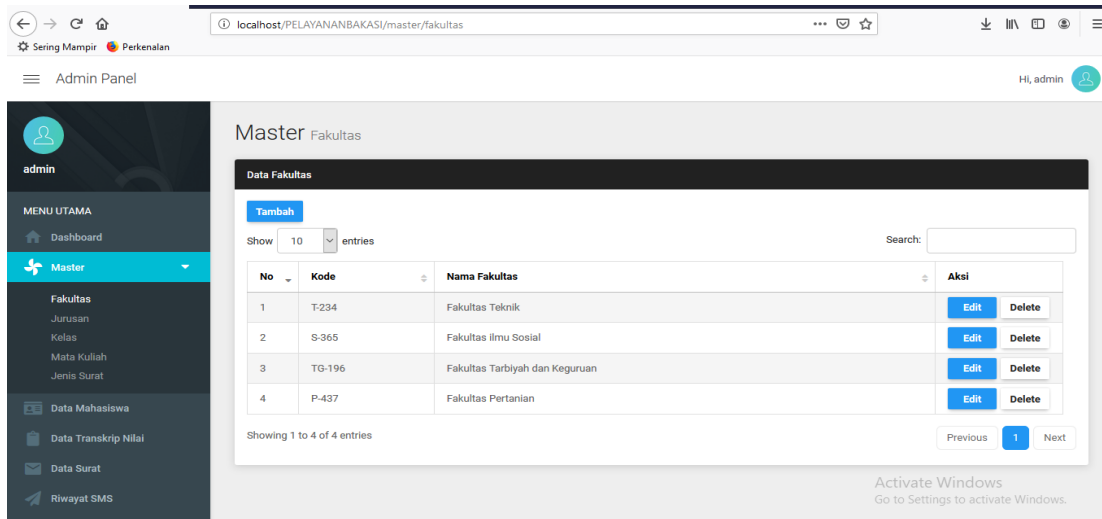 localhost/PELAYANANBAKASI/master/fakultas
Sering Mampir Perkenalan
Admin Panel
Hi, admin
admin
MENU UTAMA
Dashboard
Master
Fakultas
Jurusan
Kelas
Mata Kuliah
Jenis Surat
Data Mahasiswa
Data Transkrip Nilai
Data Surat
Riwayat SMS
Master Fakultas
Data Fakultas
Tambah
Show 10 entries
Search:
No Kode Nama Fakultas Aksi
1 T-234 Fakultas Teknik Edit Delete
2 S-365 Fakultas ilmu Sosial Edit Delete
3 TG-196 Fakultas Tarbiyah dan Keguruan Edit Delete
4 P-437 Fakultas Pertanian Edit Delete
Showing 1 to 4 of 4 entries
Previous 1 Next
Activate Windows
Go to Settings to activate Windows.